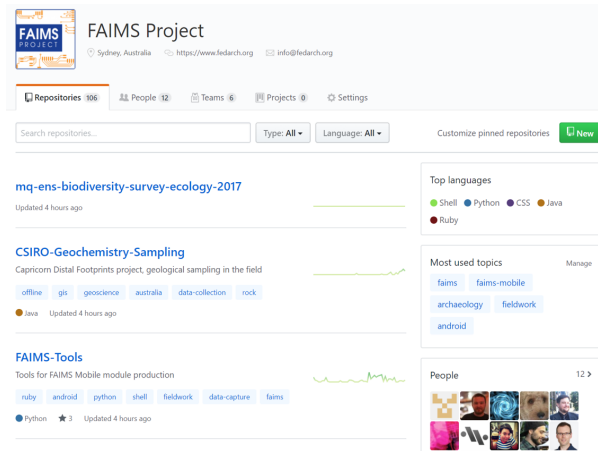 FAIMS
PROJECT
FAIMS Project
Sydney, Australia https://www.fedarch.org info@fedarch.org
Repositories 106 People 12 Teams 6 Projects 0 Settings
Search repositories... Type: All Language: All Customize pinned repositories New
mq-ens-biodiversity-survey-ecology-2017
Updated 4 hours ago
CSIRO-Geochemistry-Sampling
Capricorn Distal Footprints project, geological sampling in the field
offline gis geoscience australia data-collection rock
Java Updated 4 hours ago
FAIMS-Tools
Tools for FAIMS Mobile module production
ruby android python shell fieldwork data-capture faims
Python 3 Updated 4 hours ago
Top languages
Shell Python CSS Java
Ruby
Most used topics Manage
faims faims-mobile
archaeology fieldwork
android
People 12